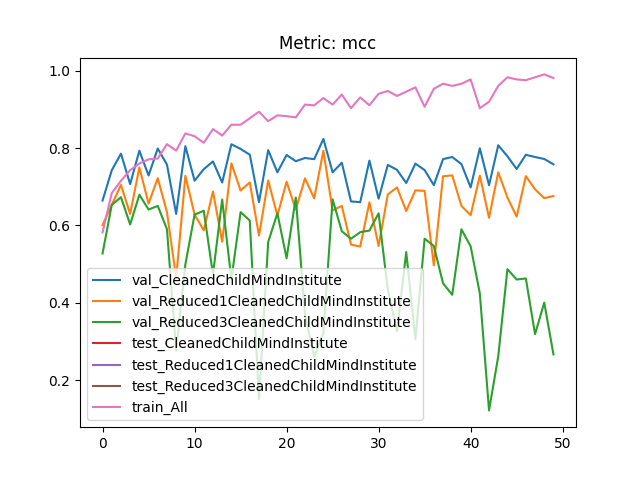 Metric: mcc
1.0
0.8
0.6
0.4
0.2
val_CleanedChildMindInstitute
val_Reduced1CleanedChildMindInstitute
val_Reduced3CleanedChildMindInstitute
test_CleanedChildMindInstitute
test_Reduced1CleanedChildMindInstitute
test_Reduced3CleanedChildMindInstitute
train_All
0 10 20 30 40 50